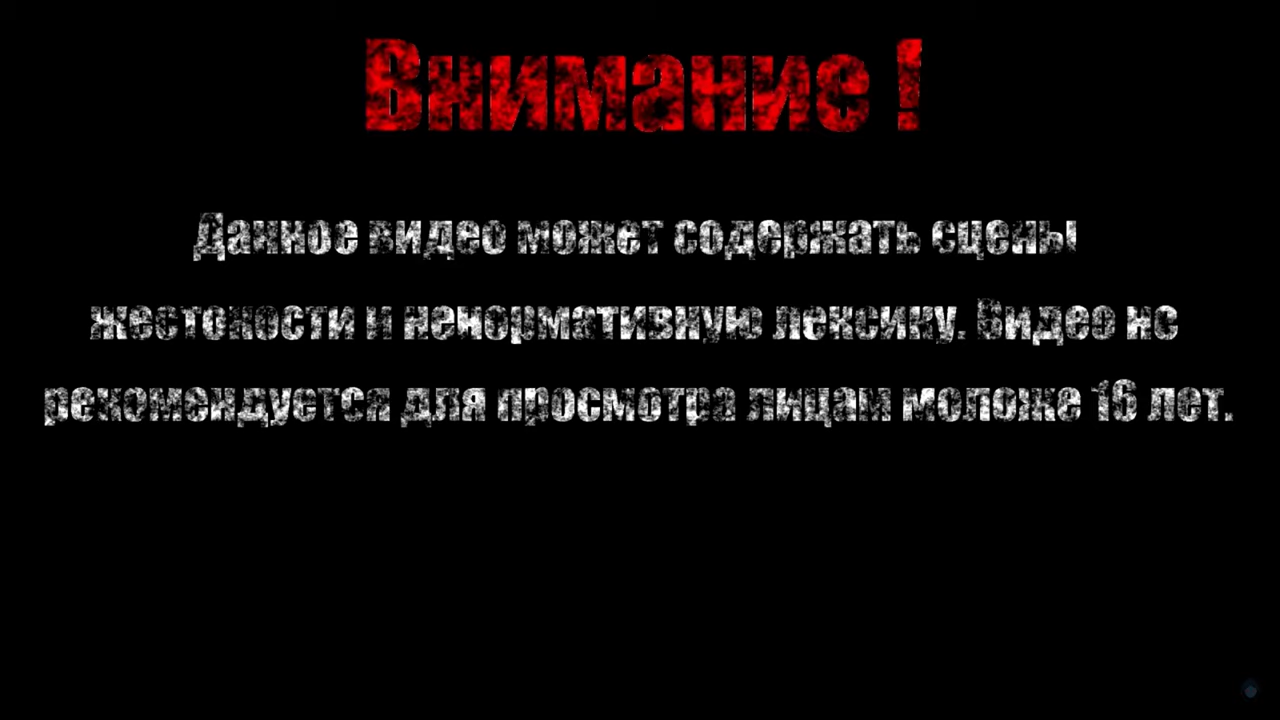 Внимание !
Данное видео может содержать сцены
жестокости и ненормативную лексику. Видео не
рекомендуется для просмотра лицам моложе 16 лет.